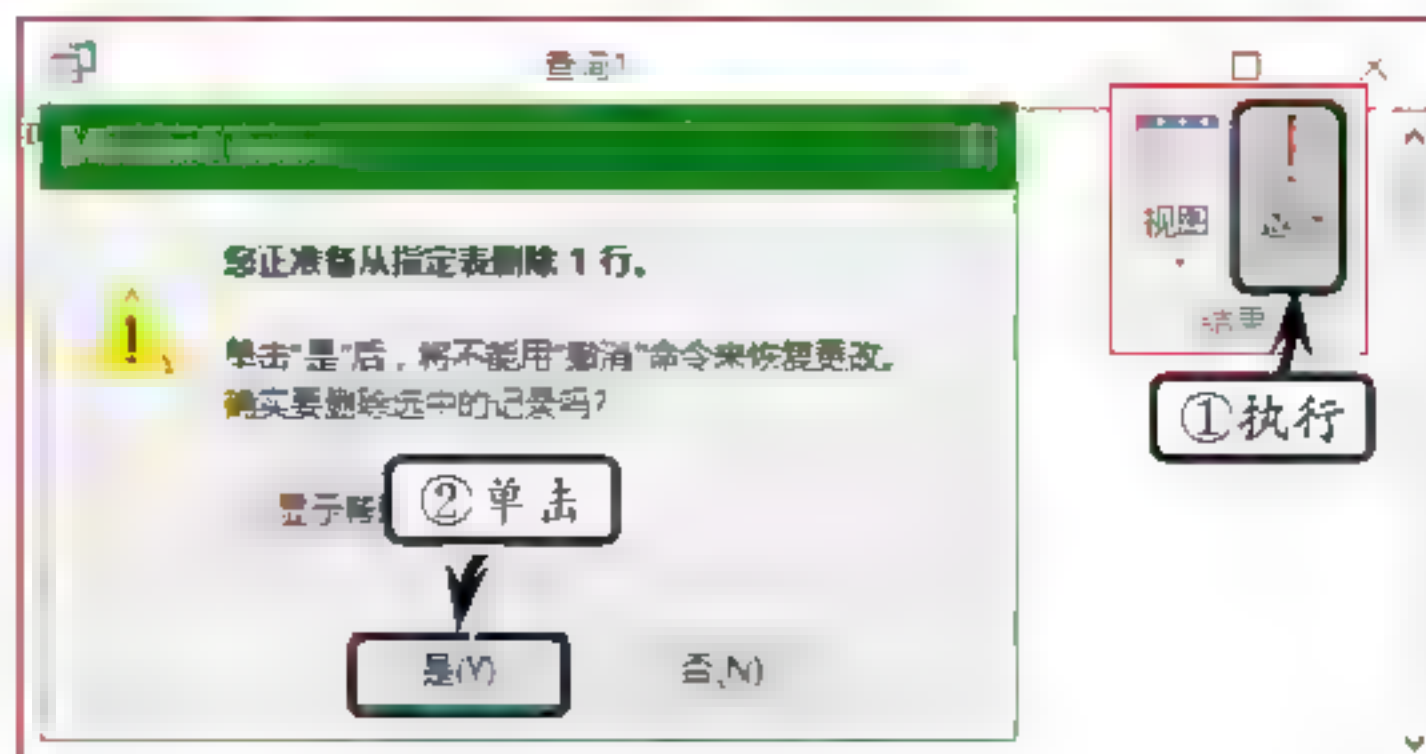 查询1
视图
您正准备从指定表删除 1 行。
单击"是"后，将不能用"撤消"命令来恢复更改。
确实要删除选中的记录吗?
①执行
显示
②单击
是(Y)
否(N)